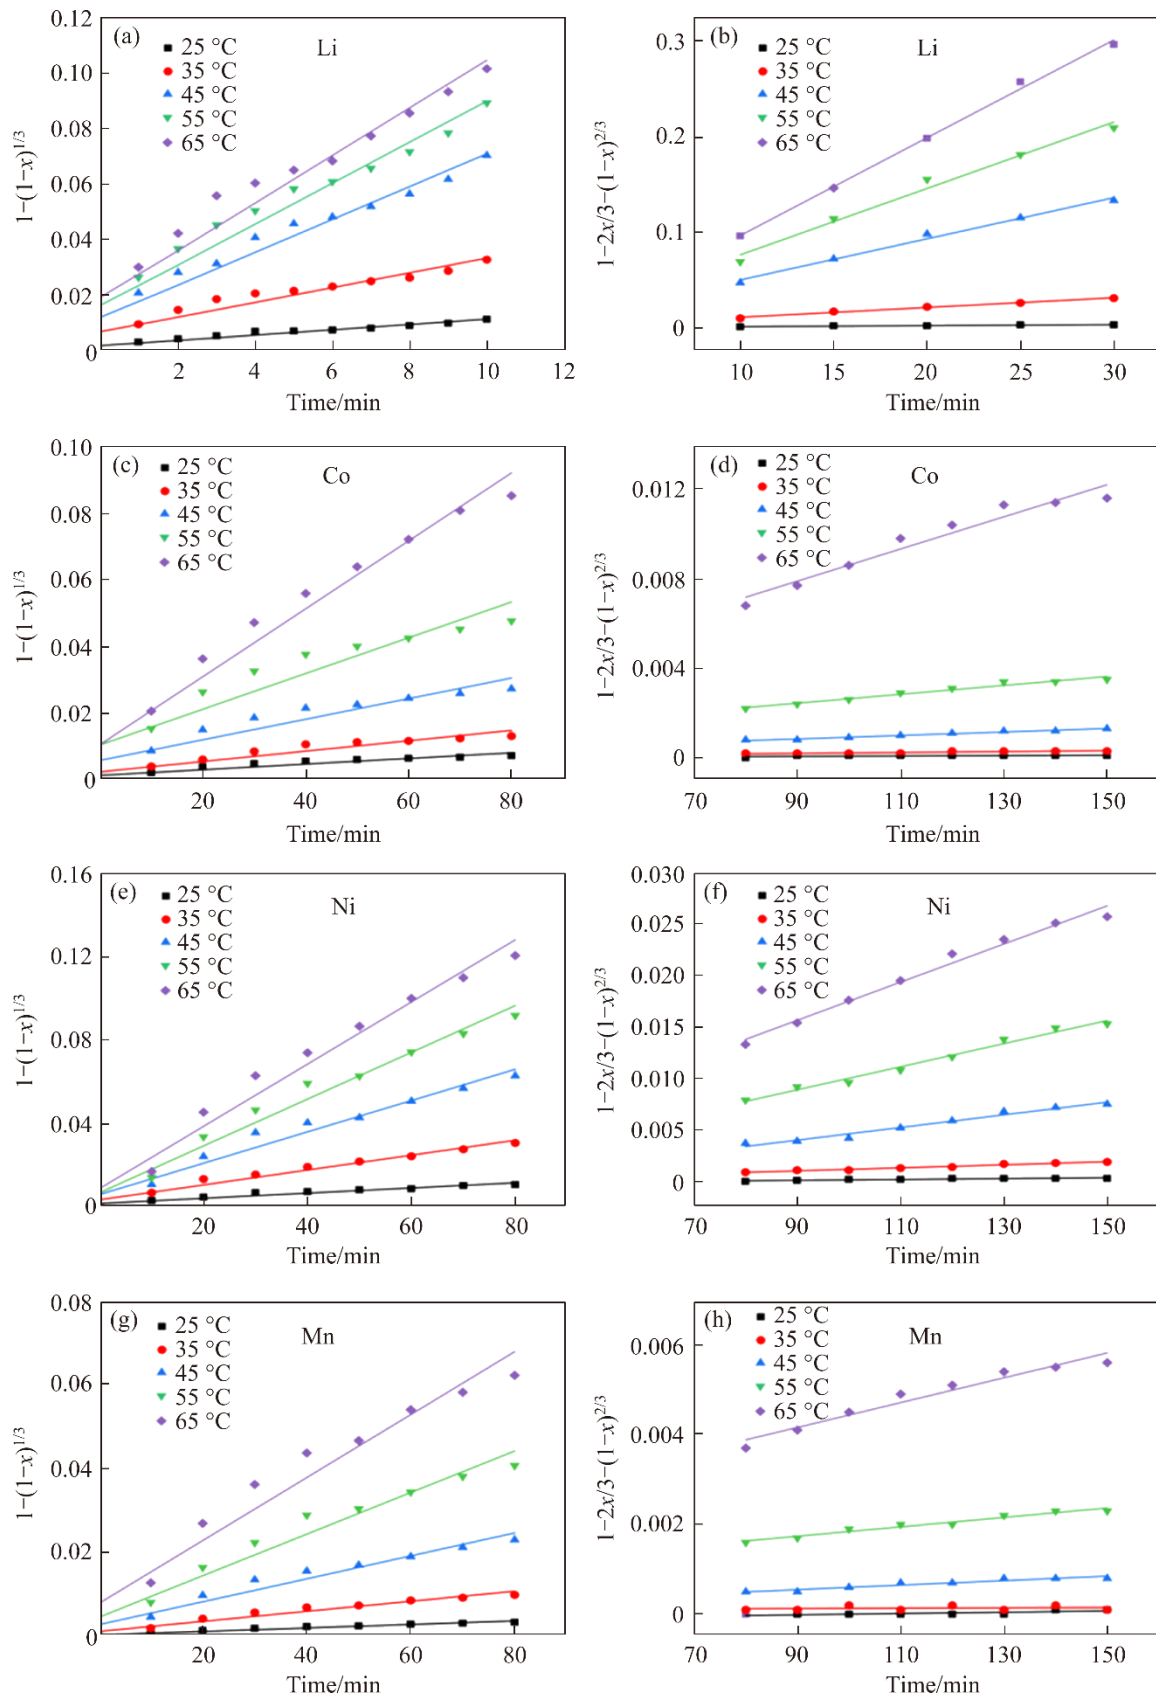 (a)
Li
25 °C
35 °C
45 °C
55 °C
65 °C
0.12
0.10
0.08
0.06
0.04
0.02
0
1−(1−x)^{1/3}
2 4 6 8 10 12
Time/min
(b)
Li
25 °C
35 °C
45 °C
55 °C
65 °C
0.3
0.2
0.1
0
1−2x/3−(1−x)^{2/3}
10 15 20 25 30
Time/min
(c)
Co
25 °C
35 °C
45 °C
55 °C
65 °C
0.10
0.08
0.06
0.04
0.02
0
1−(1−x)^{1/3}
20 40 60 80
Time/min
(d)
Co
25 °C
35 °C
45 °C
55 °C
65 °C
0.012
0.008
0.004
0
1−2x/3−(1−x)^{2/3}
70 90 110 130 150
Time/min
(e)
Ni
25 °C
35 °C
45 °C
55 °C
65 °C
0.16
0.12
0.08
0.04
0
1−(1−x)^{1/3}
20 40 60 80
Time/min
(f)
Ni
25 °C
35 °C
45 °C
55 °C
65 °C
0.030
0.025
0.020
0.015
0.010
0.005
0
1−2x/3−(1−x)^{2/3}
70 90 110 130 150
Time/min
(g)
Mn
25 °C
35 °C
45 °C
55 °C
65 °C
0.08
0.06
0.04
0.02
0
1−(1−x)^{1/3}
20 40 60 80
Time/min
(h)
Mn
25 °C
35 °C
45 °C
55 °C
65 °C
0.006
0.004
0.002
0
1−2x/3−(1−x)^{2/3}
70 90 110 130 150
Time/min